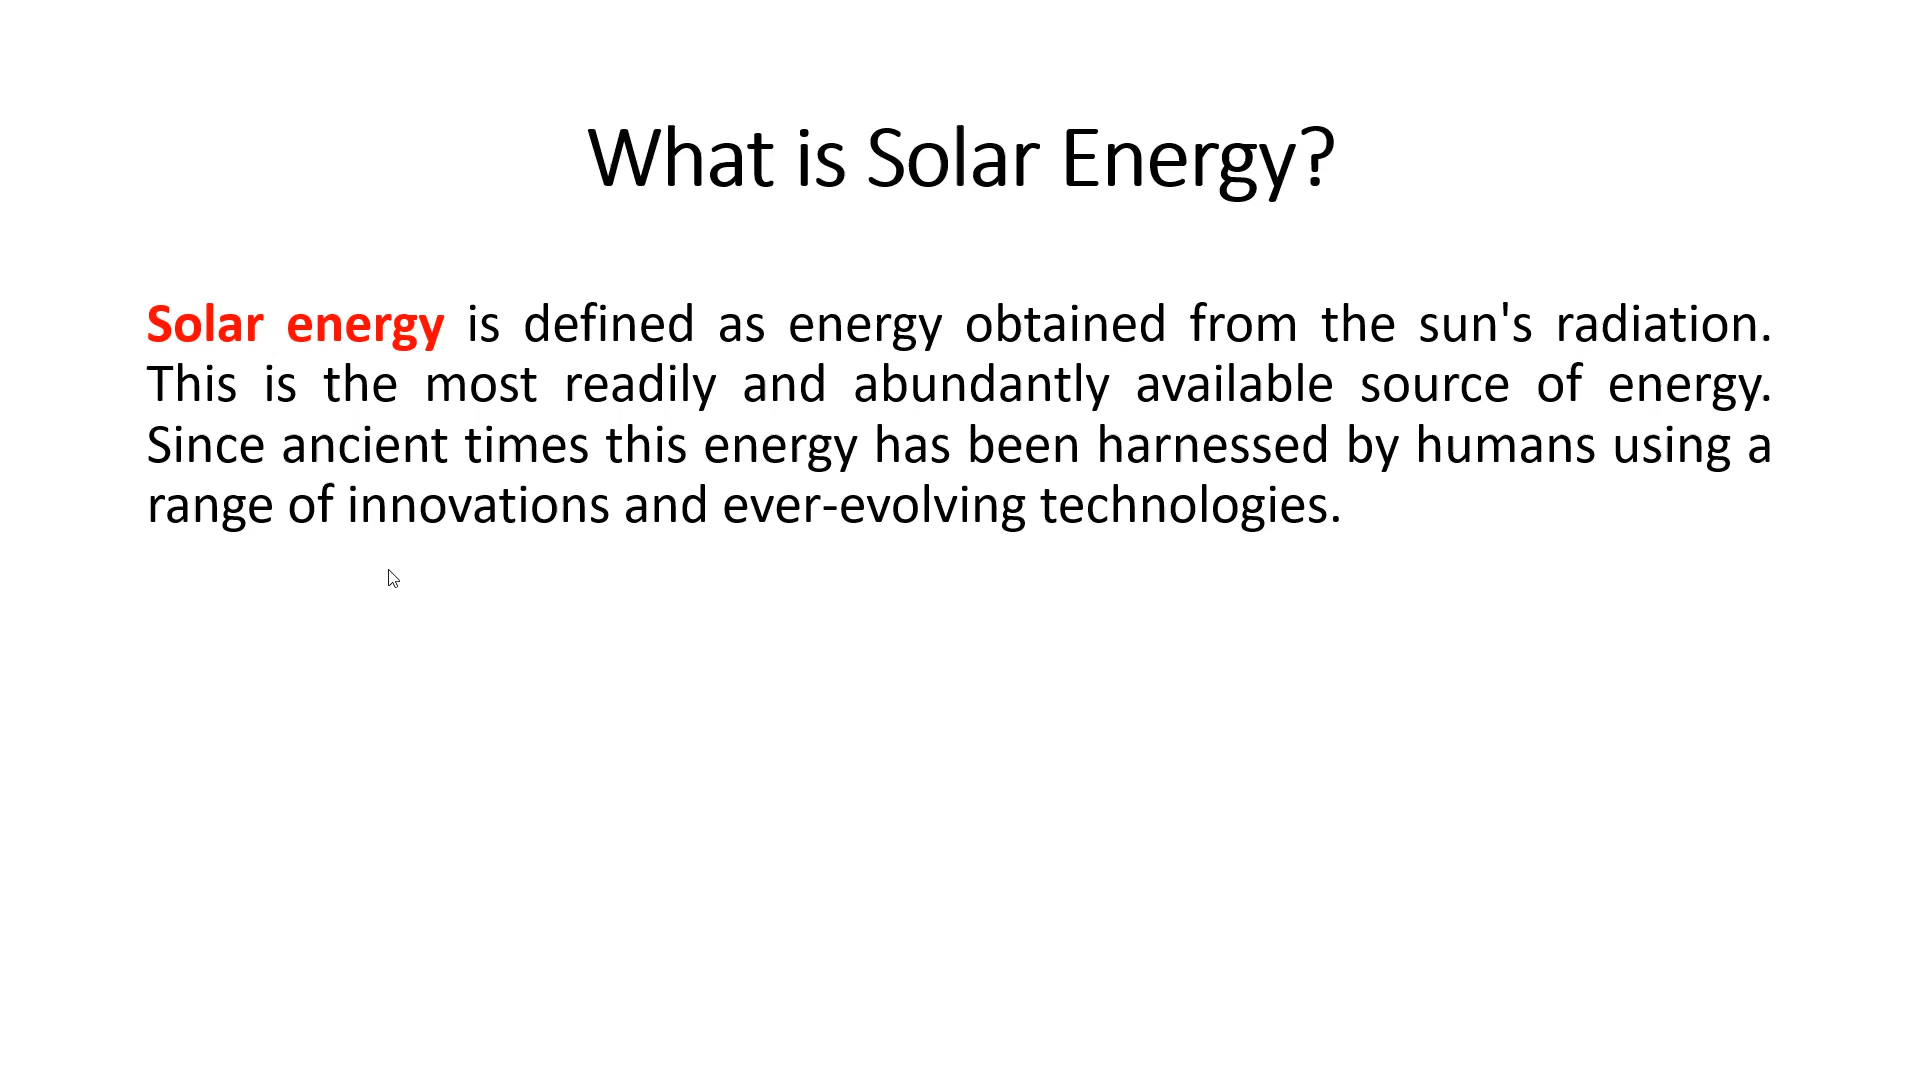 What is Solar Energy?
Solar energy is defined as energy obtained from the sun's radiation.
This is the most readily and abundantly available source of energy.
Since ancient times this energy has been harnessed by humans using a
range of innovations and ever-evolving technologies.